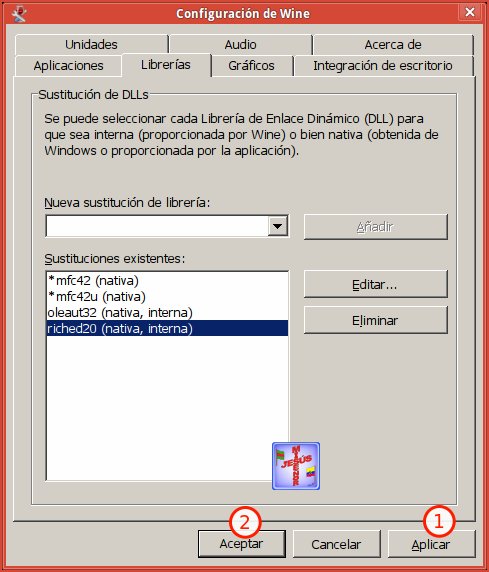 Configuración de Wine
Unidades
Audio
Acerca de
Aplicaciones
Librerías
Gráficos
Integración de escritorio
Sustitución de DLLs
Se puede seleccionar cada Librería de Enlace Dinámico (DLL) para
que sea interna (proporcionada por Wine) o bien nativa (obtenida de
Windows o proporcionada por la aplicación).
Nueva sustitución de librería:
Añadir
Sustituciones existentes:
*mfc42 (nativa)
*mfc42u (nativa)
oleaut32 (nativa, interna)
riched20 (nativa, interna)
Editar...
Eliminar
JESÚS
2
1
Aceptar
Cancelar
Aplicar